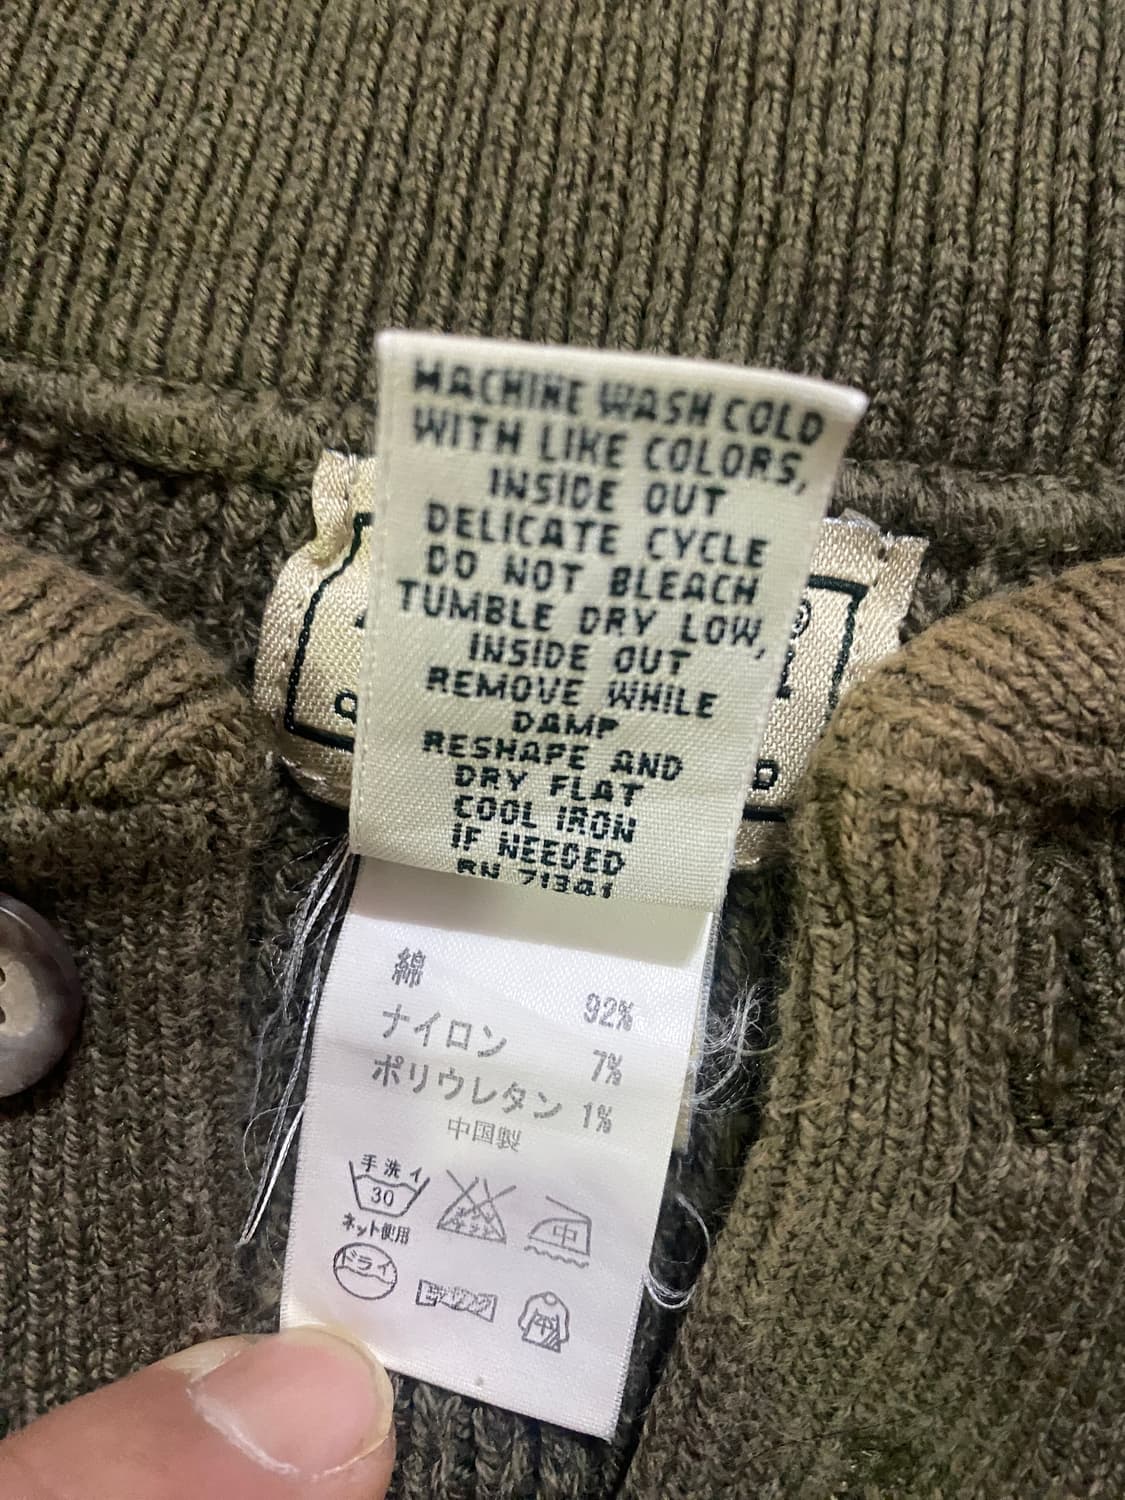 MACHINE WASH COLD
WITH LIKE COLORS,
INSIDE OUT
DELICATE CYCLE
DO NOT BLEACH
TUMBLE DRY LOW,
INSIDE OUT
REMOVE WHILE
DAMP
RESHAPE AND
DRY FLAT
COOL IRON
IF NEEDED
RN 71341
綿 92%
ナイロン 7%
ポリウレタン 1%
中国製
手洗イ
30
ネット使用
中
ドライ